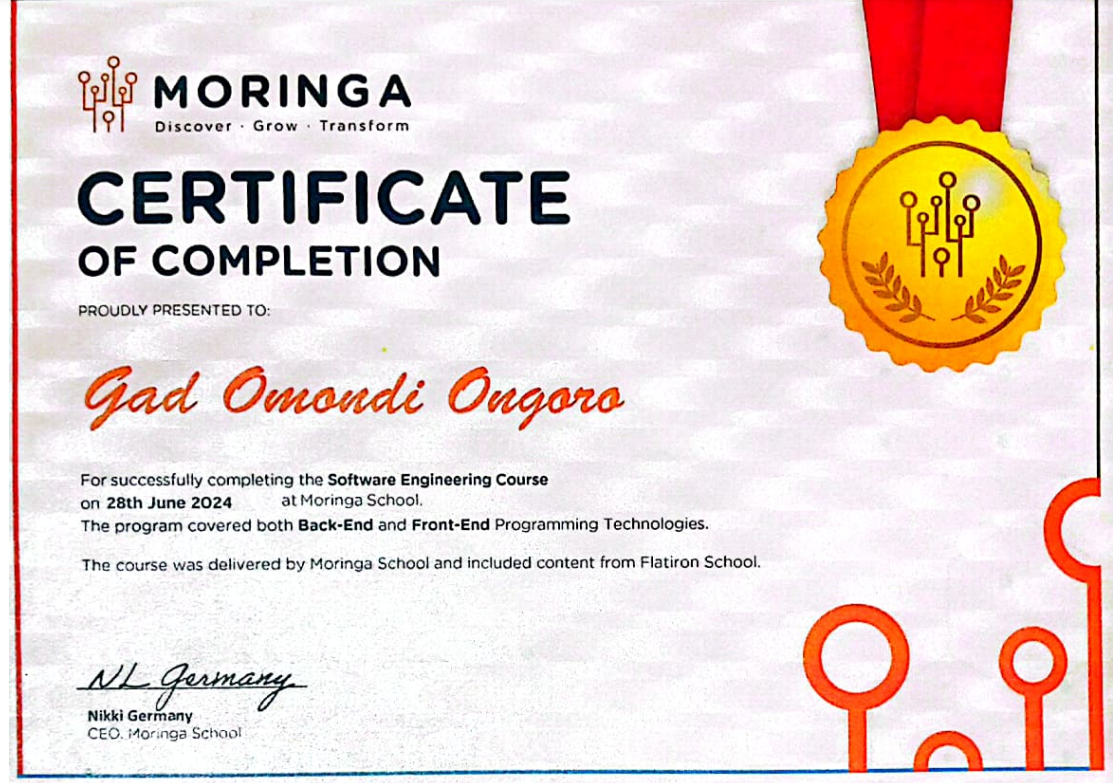 MORINGA
Discover · Grow · Transform
CERTIFICATE
OF COMPLETION
PROUDLY PRESENTED TO:
Gad Omondi Ongoro
For successfully completing the Software Engineering Course
on 28th June 2024 at Moringa School.
The program covered both Back-End and Front-End Programming Technologies.
The course was delivered by Moringa School and included content from Flatiron School.
NL Germany
Nikki Germany
CEO, Moringa School